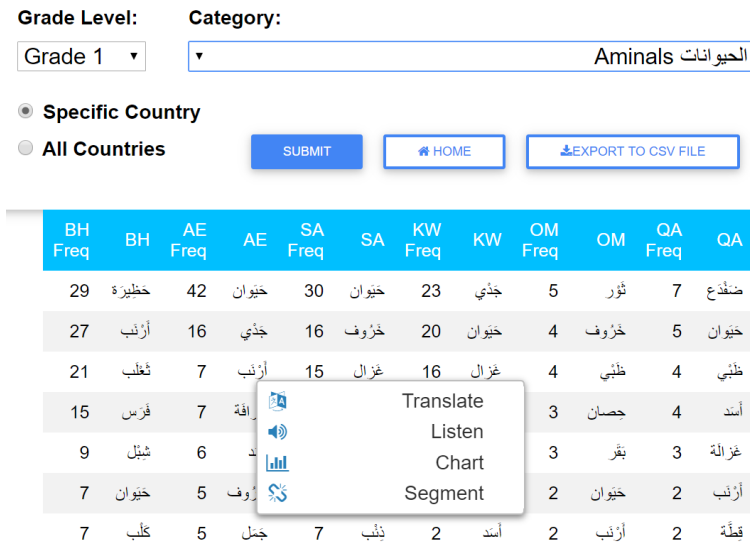 Grade Level: Category:
Grade 1 الحيوانات Aminals
Specific Country
All Countries SUBMIT HOME EXPORT TO CSV FILE
BH Freq BH AE Freq AE SA Freq SA KW Freq KW OM Freq OM QA Freq QA
29 حَظِيرَة 42 حَيَوان 30 حَيَوان 23 جَدْي 5 ثَوْر 7 ضَفْدَع
27 أَرْنَب 16 جَدْي 16 خَرُوف 20 حَيَوان 4 خَرُوف 5 حَيَوان
21 ثَعْلَب 7 أَرْنَب 15 غَزال 16 غَزال 4 ظَبْي 4 ظَبْي
15 فَرَس 7 3 حِصان 4 أَسَد
9 شِبْل 6 3 بَقَر 3 غَزالَة
7 حَيَوان 5 2 حَيَوان 2 أَرْنَب
7 كَلْب 5 جَمَل 7 ذِئْب 2 أَسَد 2 أَرْنَب 2 قِطَّة
Translate
Listen
Chart
Segment